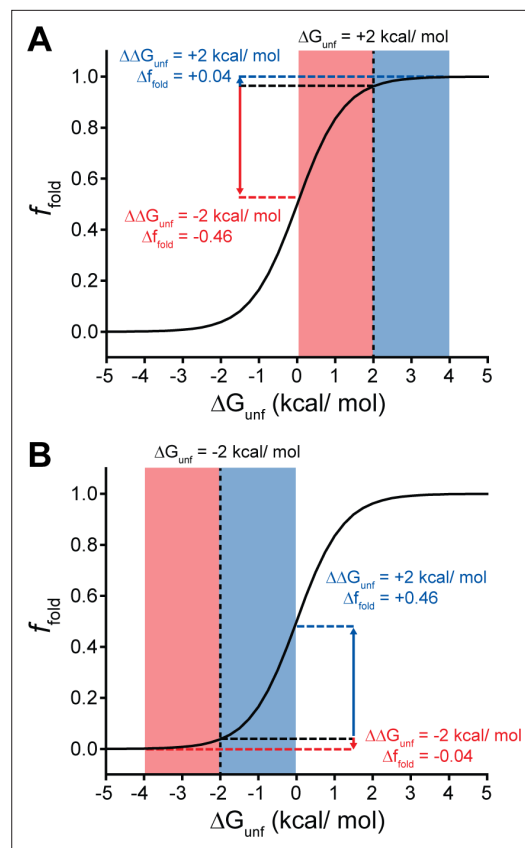 A
ΔG_unf = +2 kcal/ mol
ΔΔG_unf = +2 kcal/ mol
Δf_fold = +0.04
1.0
0.8
0.6
0.4
0.2
0.0
f_fold
ΔΔG_unf = -2 kcal/ mol
Δf_fold = -0.46
-5 -4 -3 -2 -1 0 1 2 3 4 5
ΔG_unf (kcal/ mol)
B
ΔG_unf = -2 kcal/ mol
1.0
0.8
0.6
0.4
0.2
0.0
f_fold
ΔΔG_unf = +2 kcal/ mol
Δf_fold = +0.46
ΔΔG_unf = -2 kcal/ mol
Δf_fold = -0.04
-5 -4 -3 -2 -1 0 1 2 3 4 5
ΔG_unf (kcal/ mol)